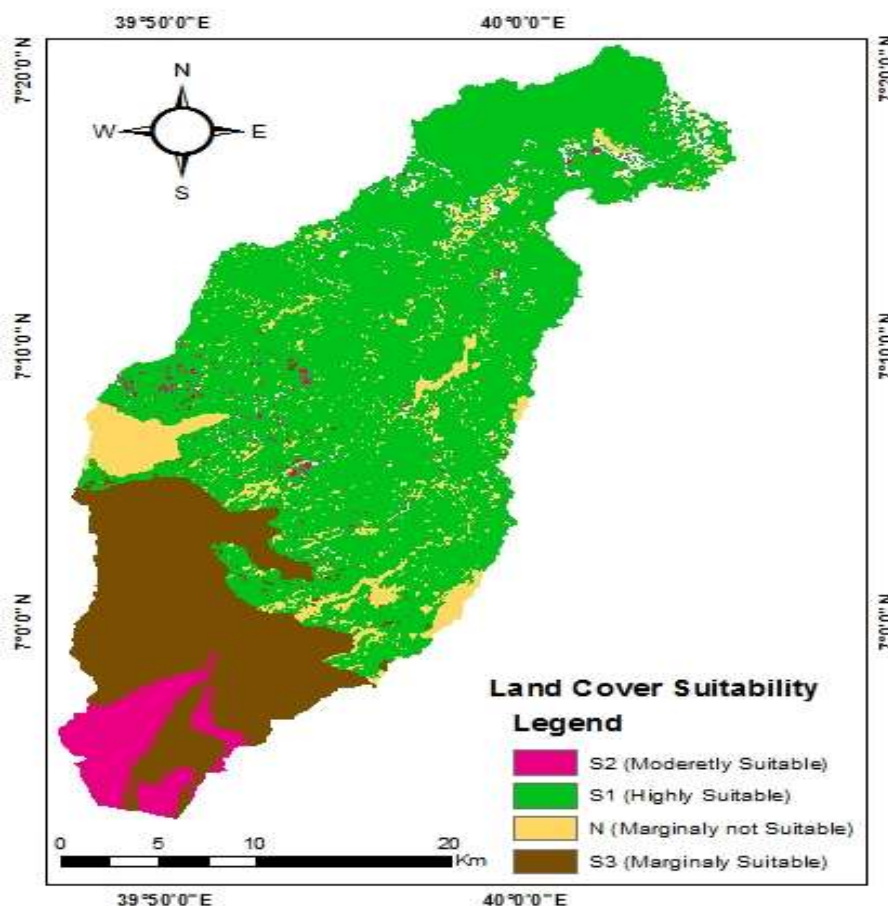 39°50'0"E 40°0'0"E
7°20'0"N 7°20'0"N
N
W E
S
7°10'0"N 7°10'0"N
7°0'0"N 7°0'0"N
Land Cover Suitability
Legend
S2 (Moderetly Suitable)
S1 (Highly Suitable)
N (Marginaly not Suitable)
S3 (Marginaly Suitable)
0 5 10 20
Km
39°50'0"E 40°0'0"E